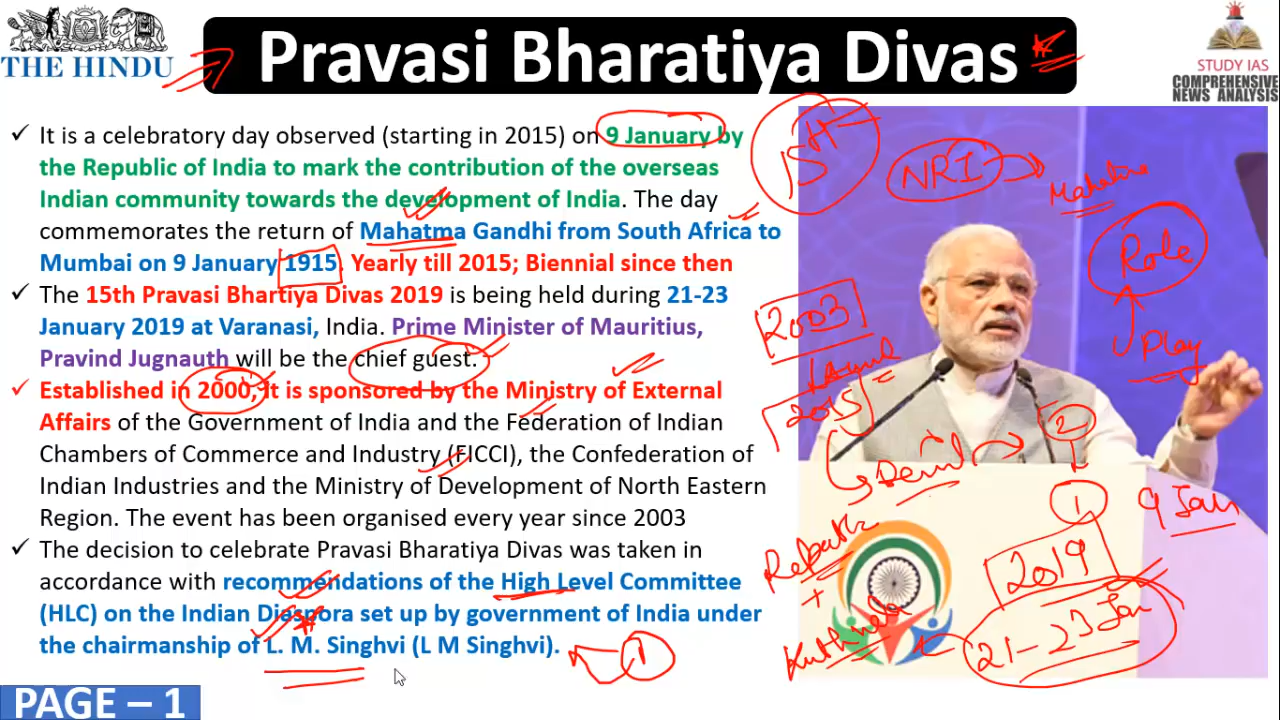 THE HINDU
Pravasi Bharatiya Divas
STUDY IAS
COMPREHENSIVE
NEWS ANALYSIS
✓ It is a celebratory day observed (starting in 2015) on 9 January by
the Republic of India to mark the contribution of the overseas
Indian community towards the development of India. The day
commemorates the return of Mahatma Gandhi from South Africa to
Mumbai on 9 January 1915. Yearly till 2015; Biennial since then
✓ The 15th Pravasi Bhartiya Divas 2019 is being held during 21-23
January 2019 at Varanasi, India. Prime Minister of Mauritius,
Pravind Jugnauth will be the chief guest.
✓ Established in 2000, It is sponsored by the Ministry of External
Affairs of the Government of India and the Federation of Indian
Chambers of Commerce and Industry (FICCI), the Confederation of
Indian Industries and the Ministry of Development of North Eastern
Region. The event has been organised every year since 2003
✓ The decision to celebrate Pravasi Bharatiya Divas was taken in
accordance with recommendations of the High Level Committee
(HLC) on the Indian Diaspora set up by government of India under
the chairmanship of L. M. Singhvi (L M Singhvi).
1
PAGE – 1
15th
NRI
Role
Play
2003
2015
2
1
9 Jan
2019
21-23 Jan